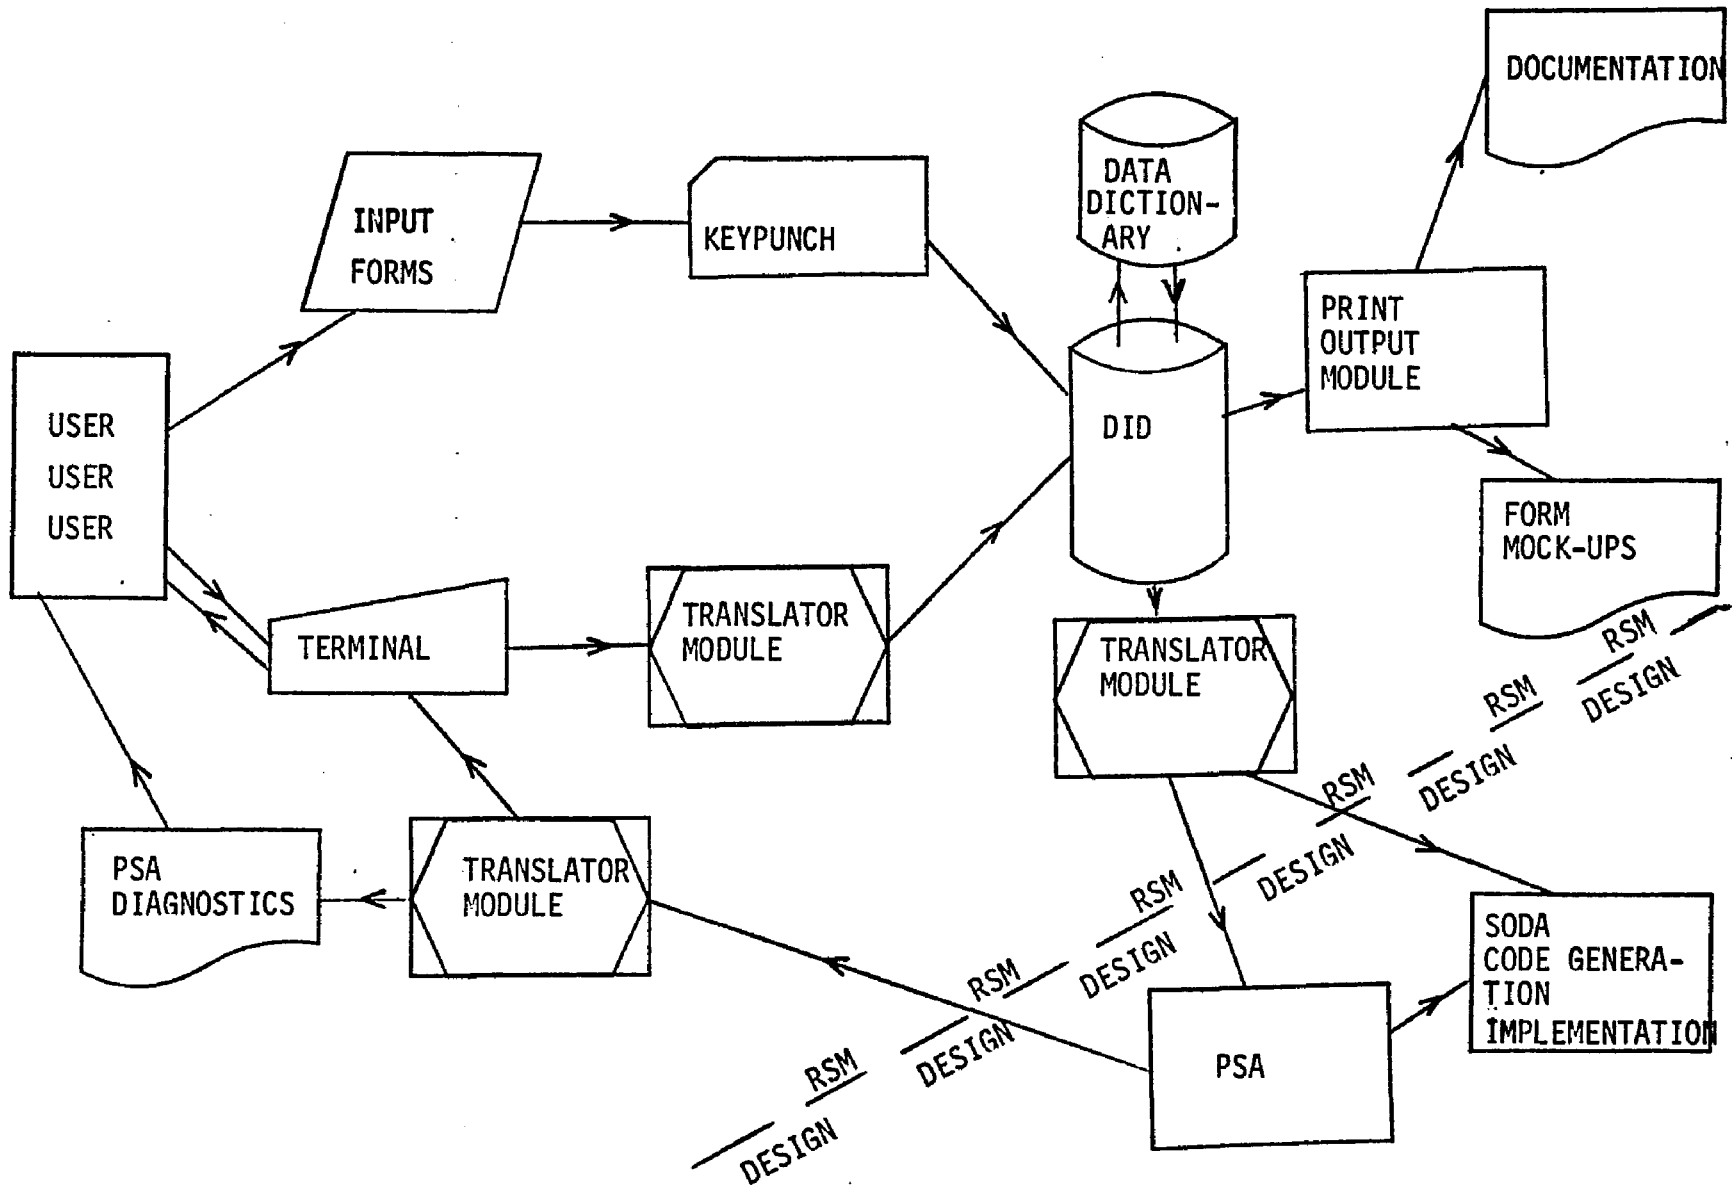 DOCUMENTATION
DATA
DICTION-
ARY
INPUT
FORMS
KEYPUNCH
PRINT
OUTPUT
MODULE
USER
USER
USER
DID
FORM
MOCK-UPS
TERMINAL
TRANSLATOR
MODULE
TRANSLATOR
MODULE
PSA
DIAGNOSTICS
TRANSLATOR
MODULE
SODA
CODE GENERA-
TION
IMPLEMENTATION
PSA
RSM
DESIGN
RSM
DESIGN
RSM
DESIGN
RSM
DESIGN
RSM
DESIGN
RSM
DESIGN